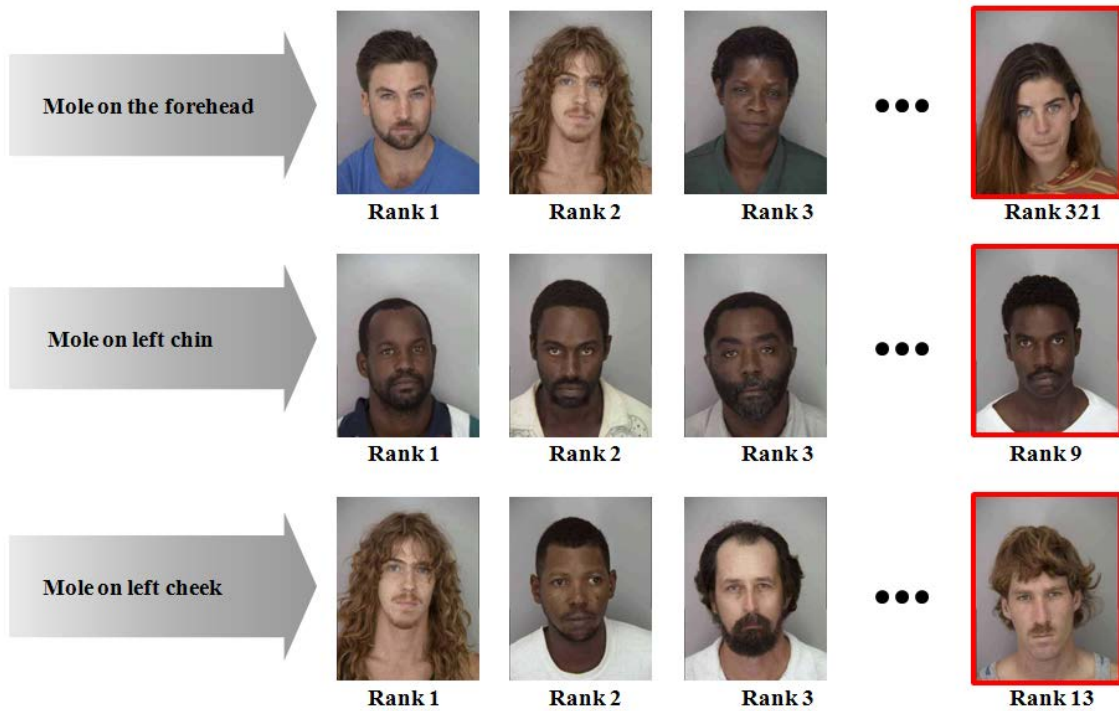 Mole on the forehead
Rank 1 Rank 2 Rank 3 Rank 321
Mole on left chin
Rank 1 Rank 2 Rank 3 Rank 9
Mole on left cheek
Rank 1 Rank 2 Rank 3 Rank 13